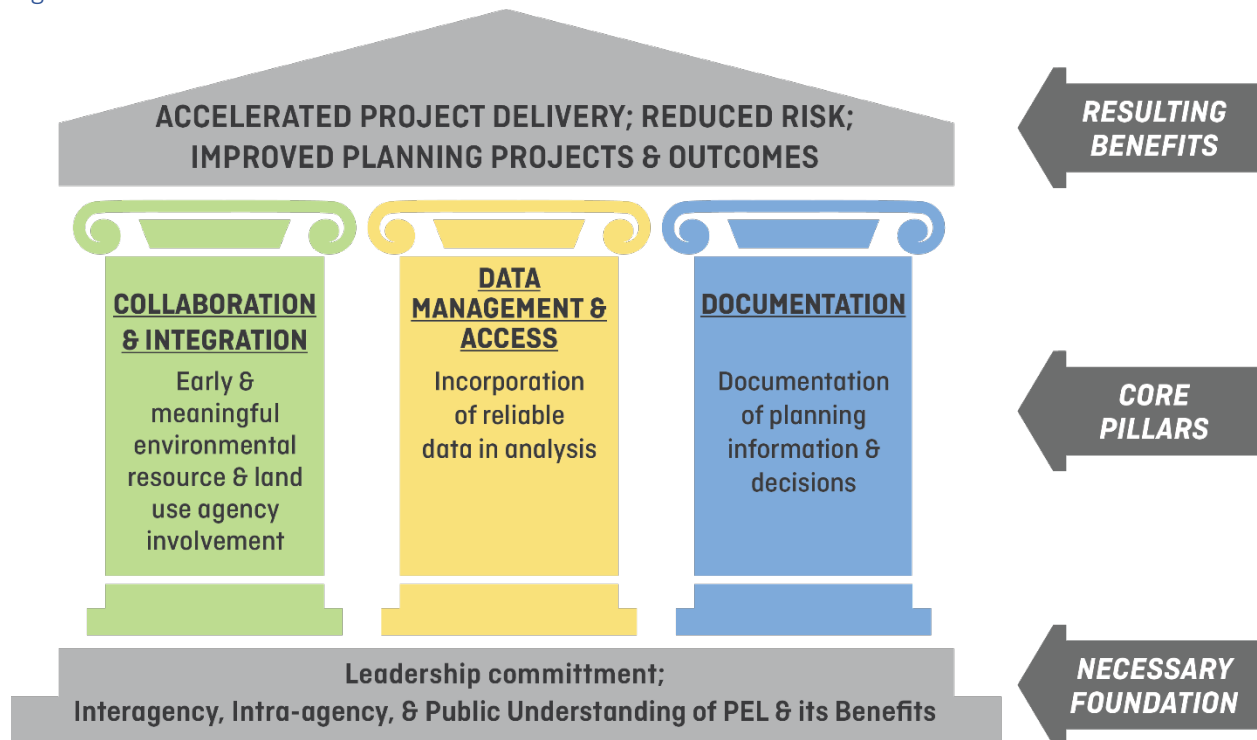 ACCELERATED PROJECT DELIVERY; REDUCED RISK;
IMPROVED PLANNING PROJECTS & OUTCOMES
RESULTING
BENEFITS
COLLABORATION
& INTEGRATION
Early &
meaningful
environmental
resource & land
use agency
involvement
DATA
MANAGEMENT &
ACCESS
Incorporation
of reliable
data in analysis
DOCUMENTATION
Documentation
of planning
information &
decisions
CORE
PILLARS
Leadership committment;
Interagency, Intra-agency, & Public Understanding of PEL & its Benefits
NECESSARY
FOUNDATION